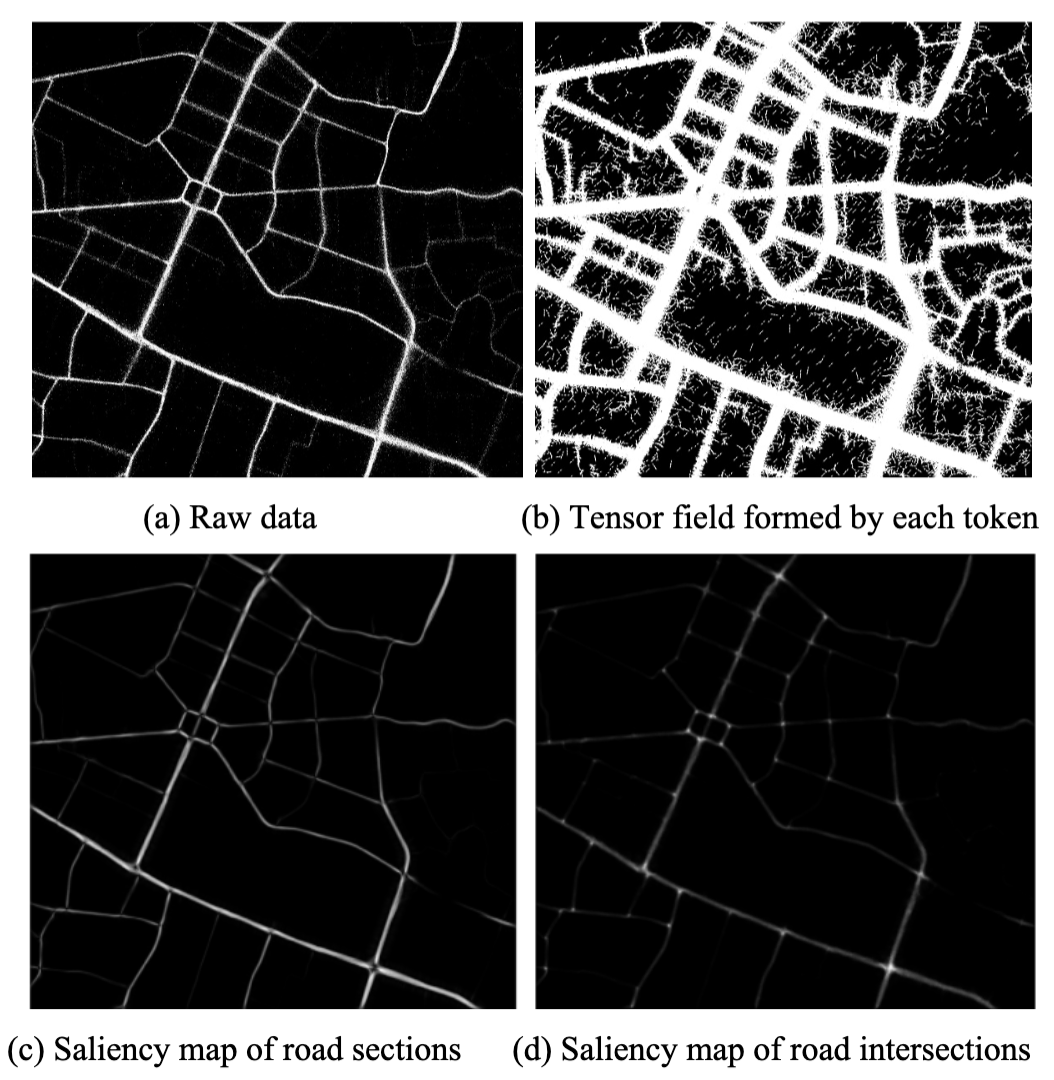 (a) Raw data
(b) Tensor field formed by each token
(c) Saliency map of road sections
(d) Saliency map of road intersections